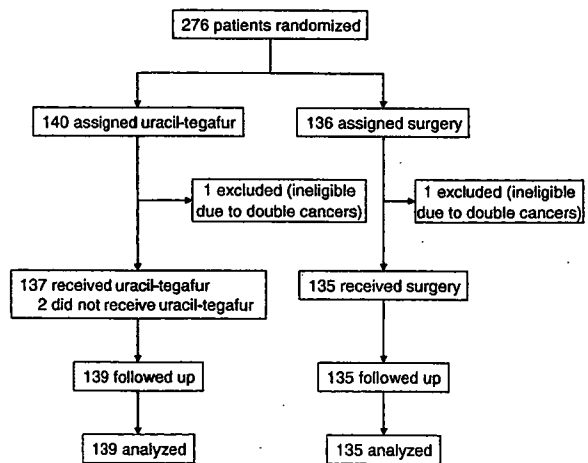 276 patients randomized
140 assigned uracil-tegafur
136 assigned surgery
1 excluded (ineligible
due to double cancers)
1 excluded (ineligible
due to double cancers)
137 received uracil-tegafur
2 did not receive uracil-tegafur
135 received surgery
139 followed up
135 followed up
139 analyzed
135 analyzed